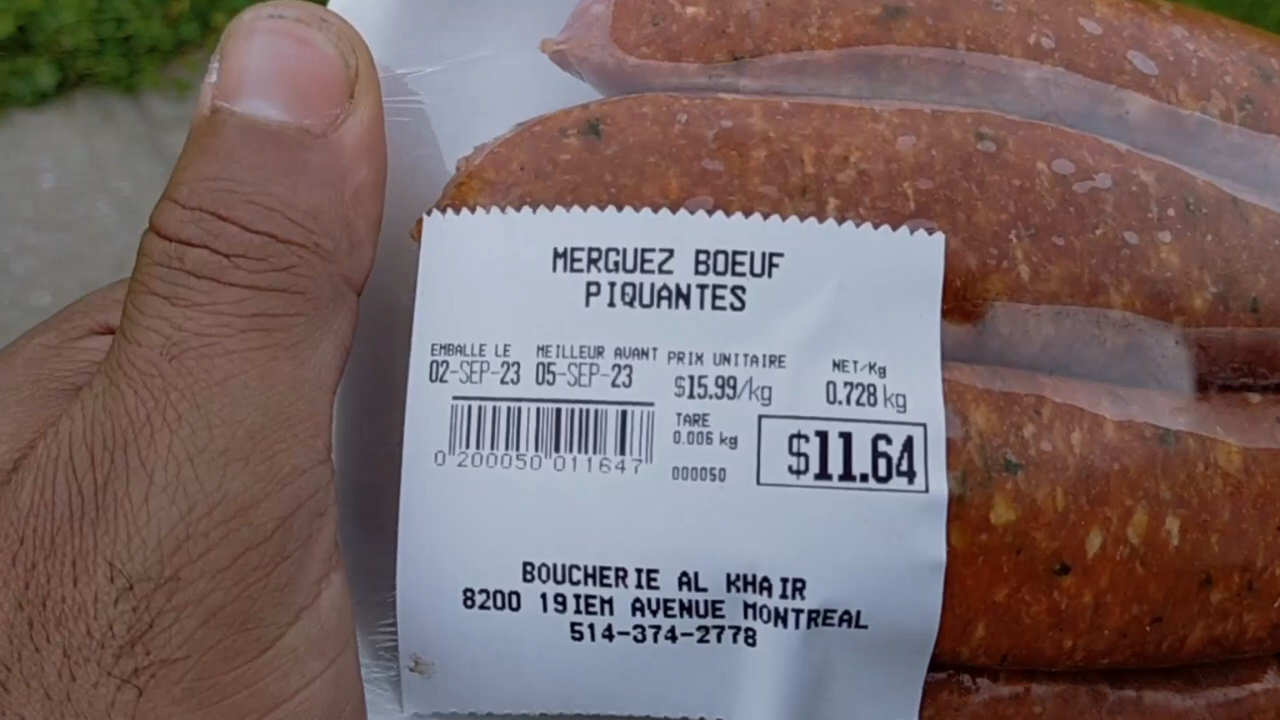 MERGUEZ BOEUF
PIQUANTES
EMBALLE LE MEILLEUR AVANT PRIX UNITAIRE NET/Kg
02-SEP-23 05-SEP-23 $15.99/kg 0.728 kg
TARE
0.006 kg
$11.64
0 200050 011647
000050
BOUCHERIE AL KHAIR
8200 19IEM AVENUE MONTREAL
514-374-2778